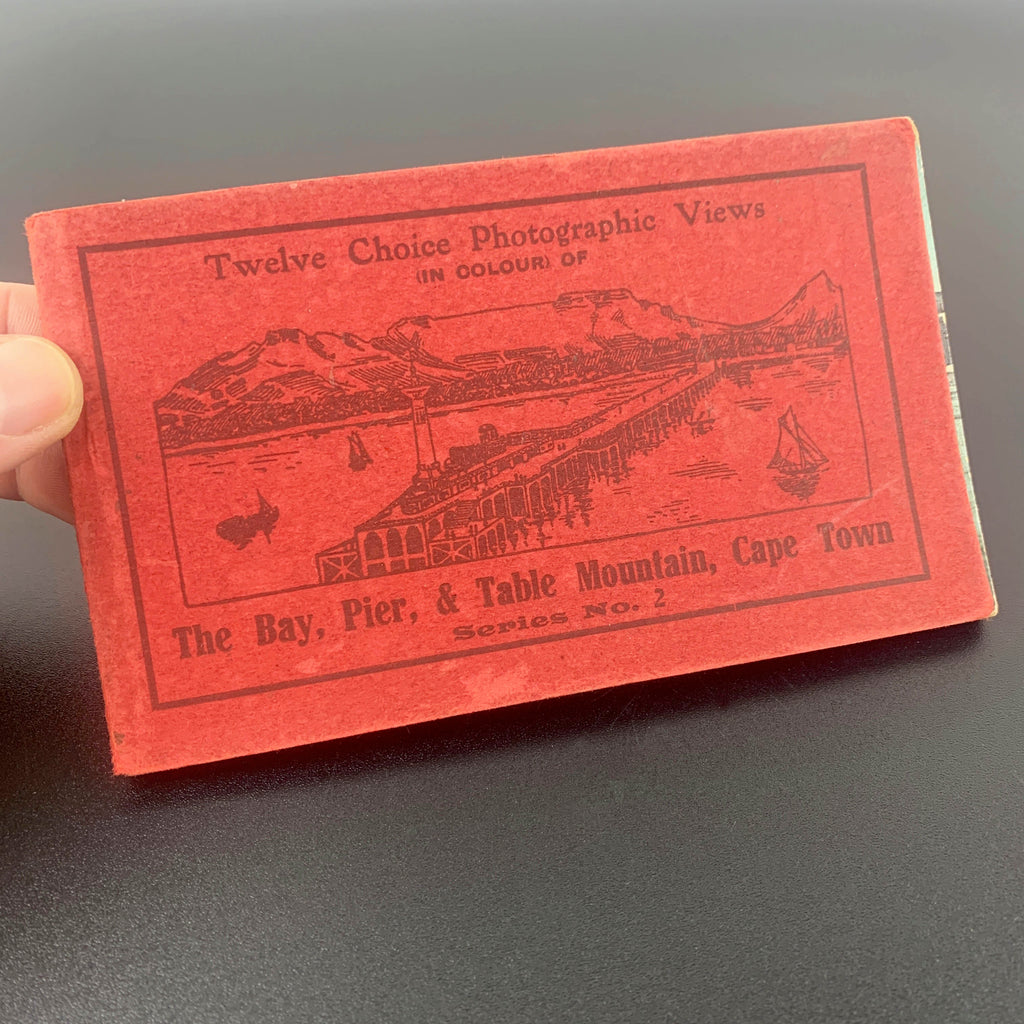 Twelve Choice Photographic Views
(IN COLOUR) OF
The Bay, Pier, & Table Mountain, Cape Town
Series No. 2